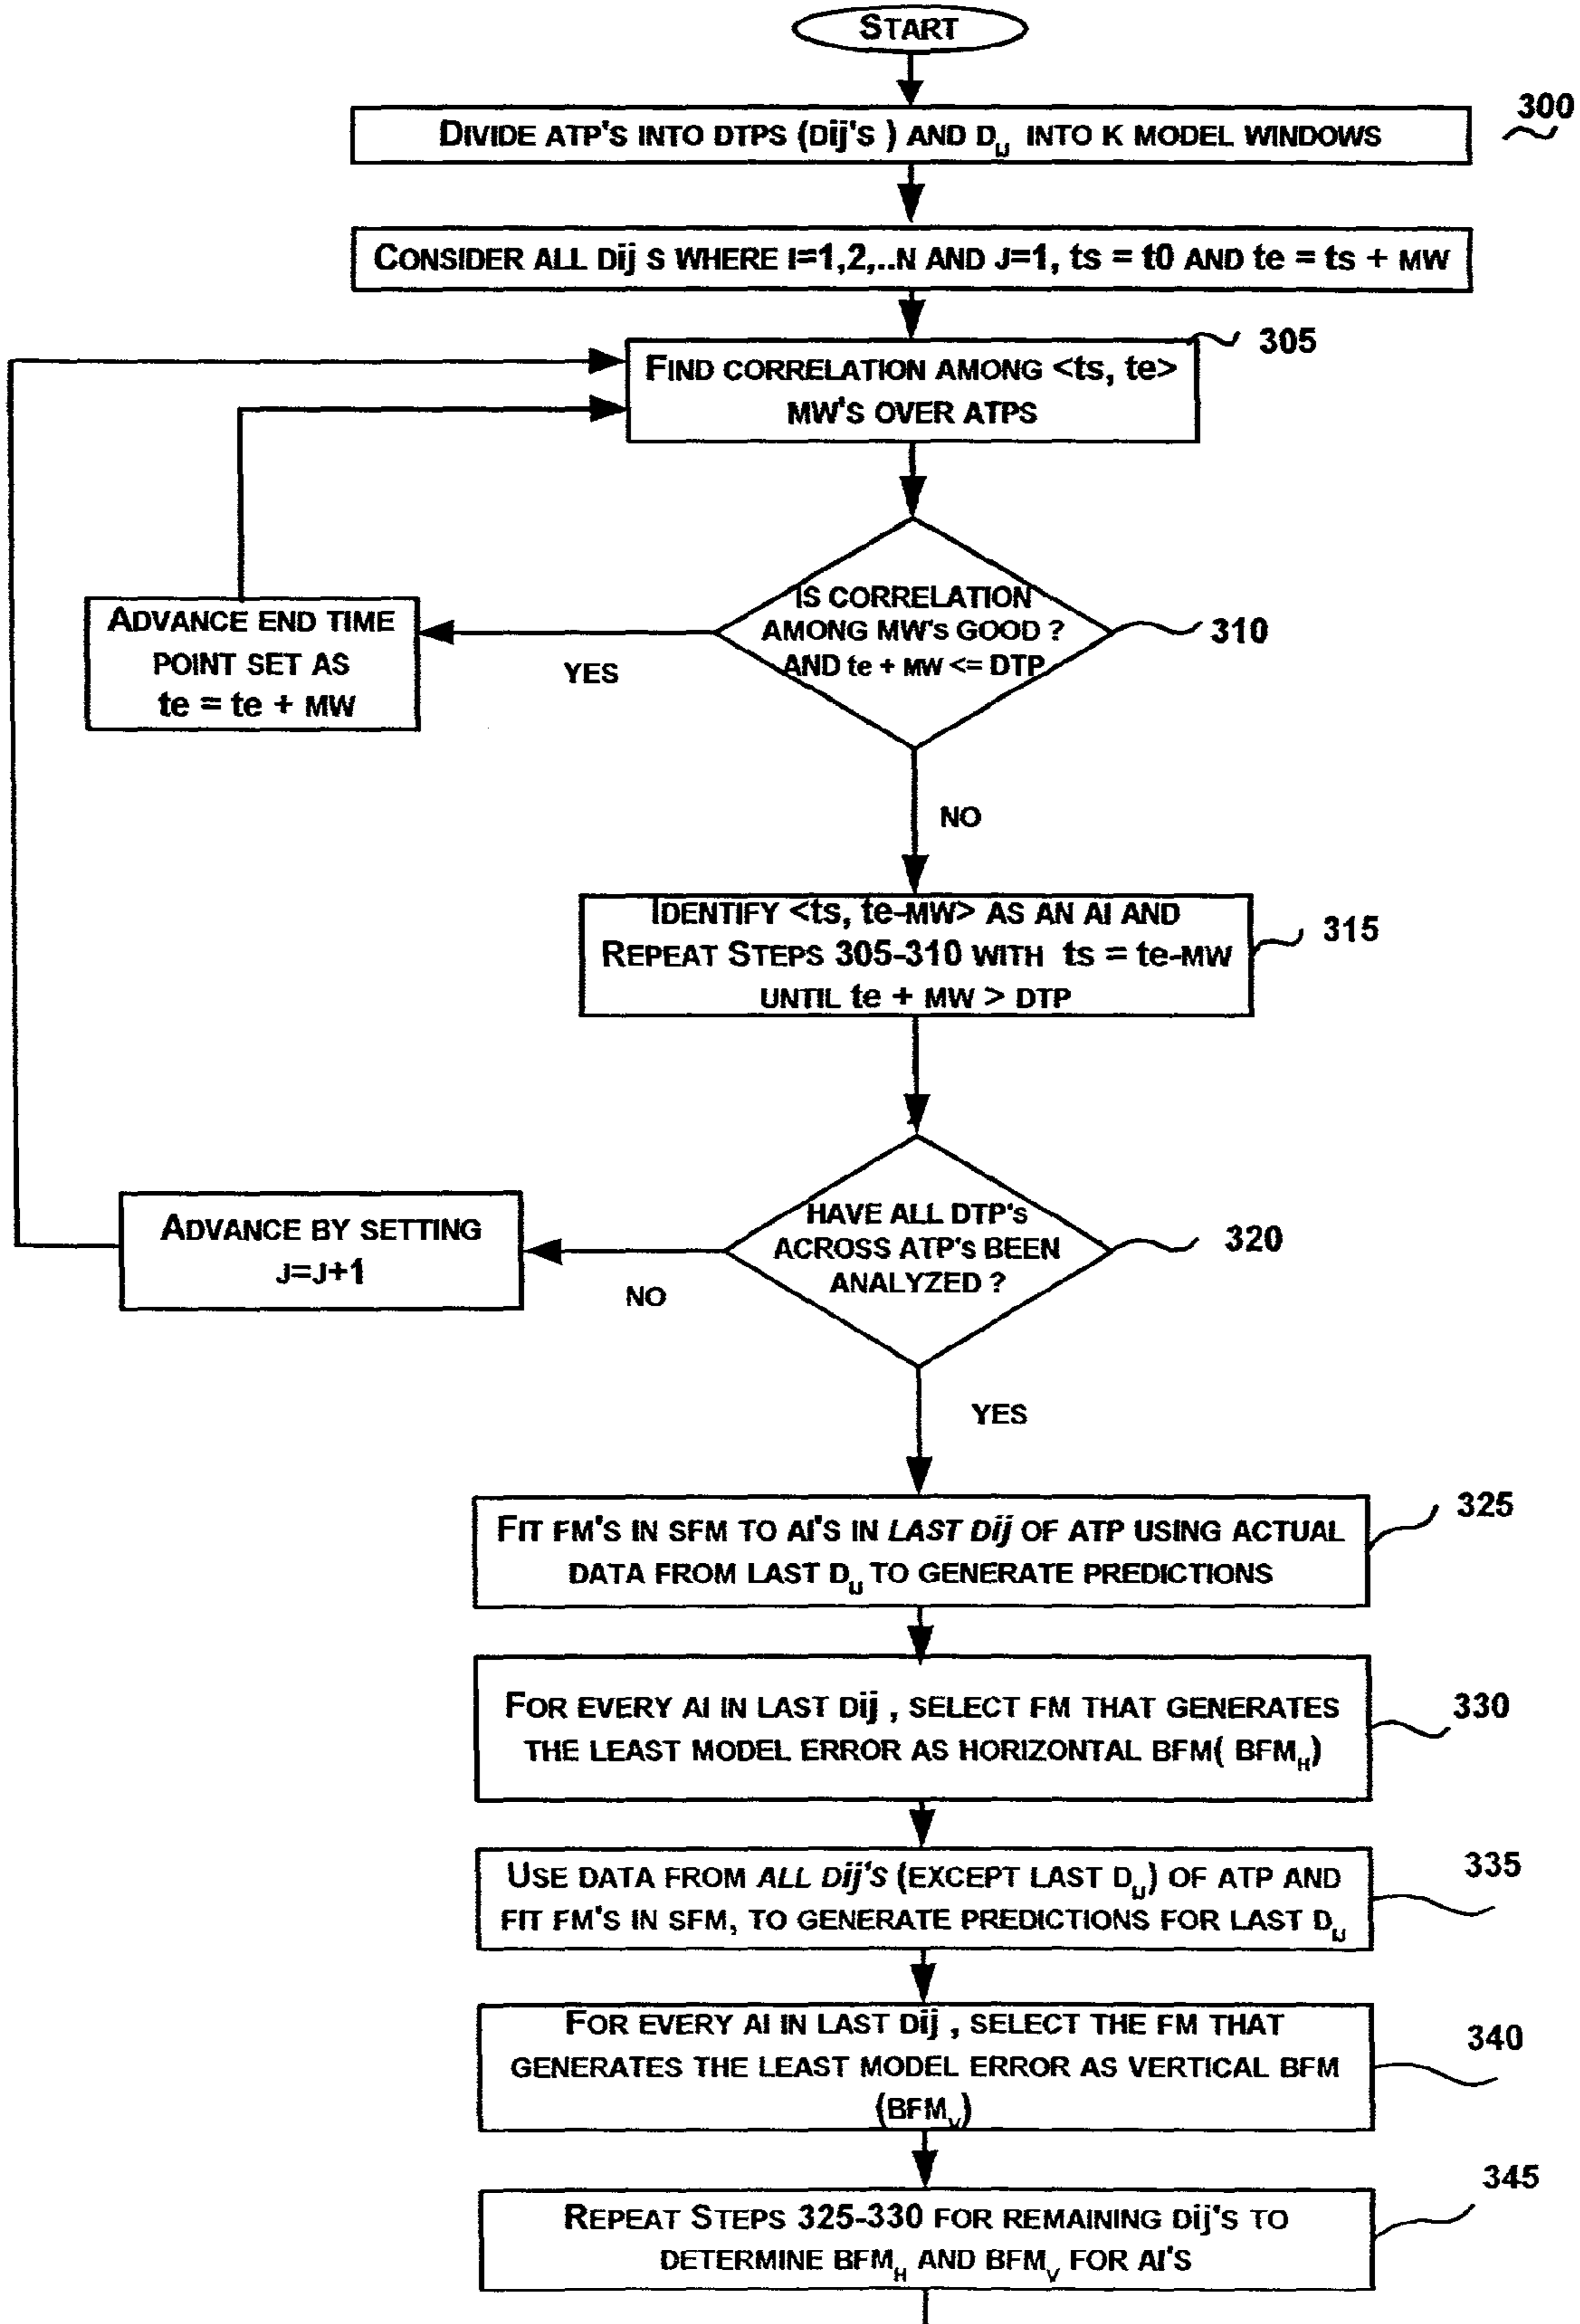 START
DIVIDE ATP'S INTO DTPS (Dij's ) AND DIJ INTO K MODEL WINDOWS
300
CONSIDER ALL Dij S WHERE I=1,2,..N AND J=1, ts = t0 AND te = ts + MW
305
FIND CORRELATION AMONG <ts, te>
MW'S OVER ATPS
IS CORRELATION
AMONG MW's GOOD ?
AND te + MW <= DTP
310
ADVANCE END TIME
POINT SET AS
te = te + MW
YES
NO
IDENTIFY <ts, te-MW> AS AN AI AND
REPEAT STEPS 305-310 WITH ts = te-MW
UNTIL te + MW > DTP
315
HAVE ALL DTP's
ACROSS ATP's BEEN
ANALYZED ?
320
ADVANCE BY SETTING
J=J+1
NO
YES
FIT FM'S IN SFM TO AI'S IN LAST Dij OF ATP USING ACTUAL
DATA FROM LAST DIJ TO GENERATE PREDICTIONS
325
FOR EVERY AI IN LAST Dij , SELECT FM THAT GENERATES
THE LEAST MODEL ERROR AS HORIZONTAL BFM( BFMH)
330
USE DATA FROM ALL Dij's (EXCEPT LAST DIJ) OF ATP AND
FIT FM'S IN SFM, TO GENERATE PREDICTIONS FOR LAST DIJ
335
FOR EVERY AI IN LAST Dij , SELECT THE FM THAT
GENERATES THE LEAST MODEL ERROR AS VERTICAL BFM
(BFMV)
340
REPEAT STEPS 325-330 FOR REMAINING Dij's TO
DETERMINE BFMH AND BFMV FOR AI'S
345